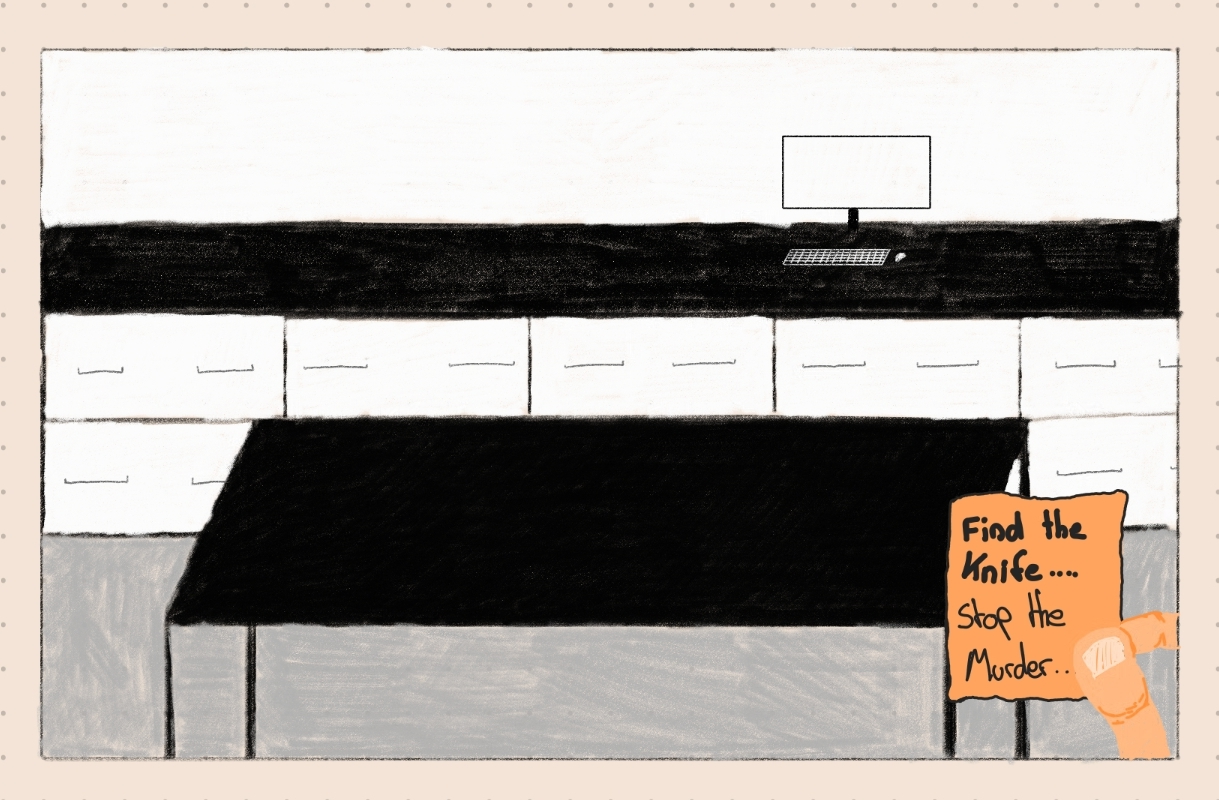 Find the
Knife....
Stop the
Murder...